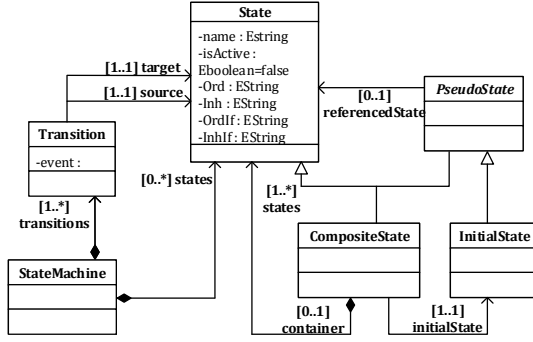 State
-name : Estring
-isActive :
Eboolean=false
-Ord : EString
-Inh : EString
-OrdIf : EString
-InhIf : EString
[1..1] target
[1..1] source
PseudoState
[0..1]
referencedState
Transition
-event :
[0..*] states
[1..*]
states
[1..*]
transitions
CompositeState
InitialState
StateMachine
[0..1]
container
[1..1]
initialState